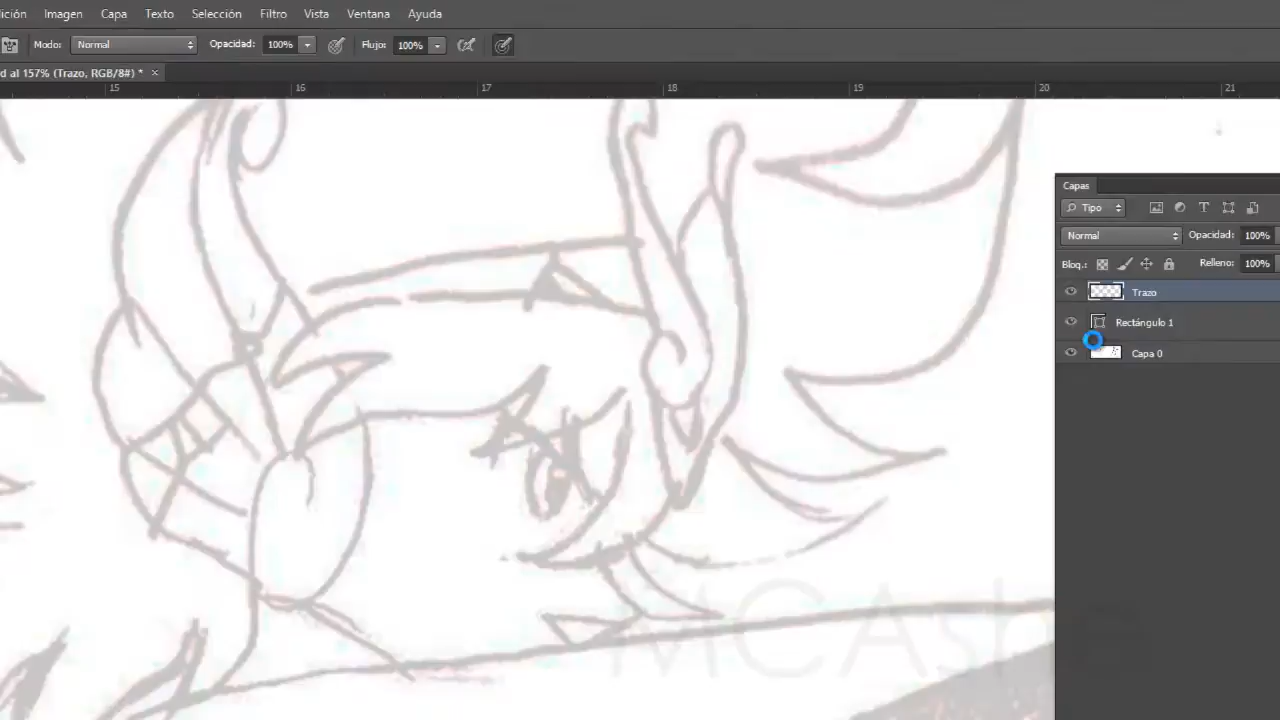 ición Imagen Capa Texto Selección Filtro Vista Ventana Ayuda
Modo: Normal Opacidad: 100% Flujo: 100%
d al 157% (Trazo, RGB/8#) * ×
15 16 17 18 19 20 21
Capas
Tipo T
Normal Opacidad: 100%
Bloq.: Relleno: 100%
Trazo
Rectángulo 1
Capa 0
MCAshe